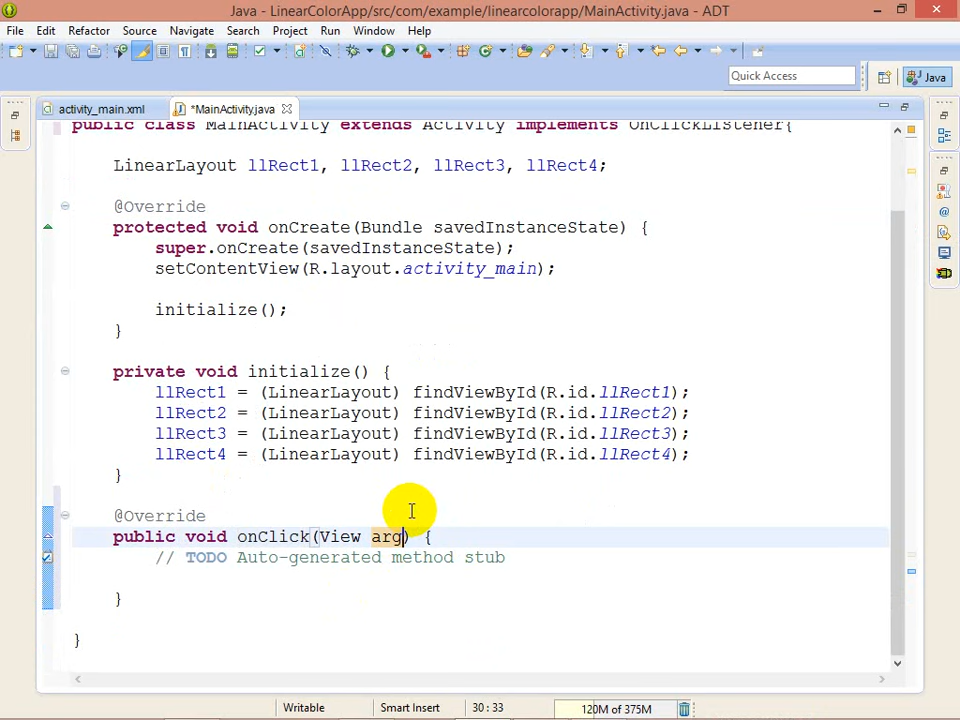 Java - LinearColorApp/src/com/example/linearcolorapp/MainActivity.java - ADT
File Edit Refactor Source Navigate Search Project Run Window Help
Quick Access
Java
activity_main.xml
*MainActivity.java
public class MainActivity extends Activity implements OnClickListener{
LinearLayout llRect1, llRect2, llRect3, llRect4;
@Override
protected void onCreate(Bundle savedInstanceState) {
super.onCreate(savedInstanceState);
setContentView(R.layout.activity_main);
initialize();
}
private void initialize() {
llRect1 = (LinearLayout) findViewById(R.id.llRect1);
llRect2 = (LinearLayout) findViewById(R.id.llRect2);
llRect3 = (LinearLayout) findViewById(R.id.llRect3);
llRect4 = (LinearLayout) findViewById(R.id.llRect4);
}
@Override
public void onClick(View arg) {
// TODO Auto-generated method stub
}
}
Writable
Smart Insert
30 : 33
120M of 375M